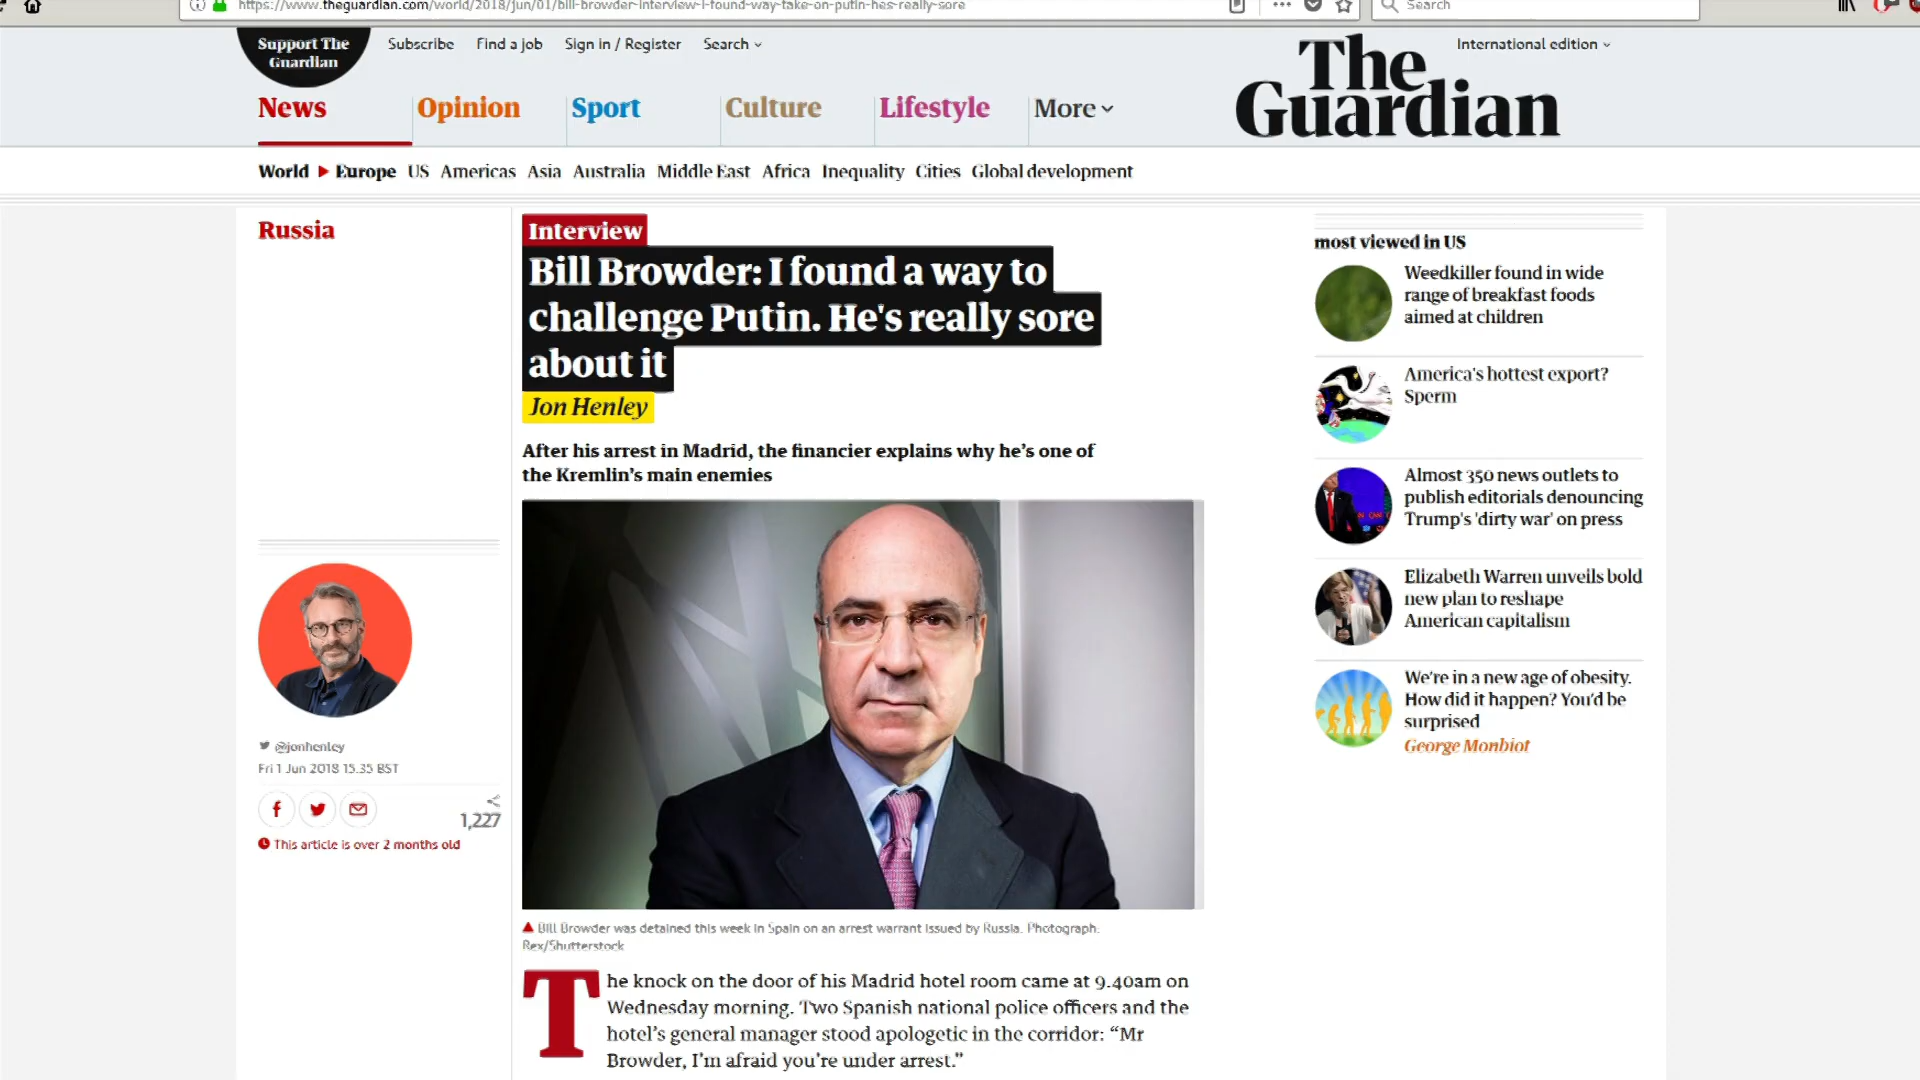 https://www.theguardian.com/world/2018/jun/01/bill-browder-interview-i-found-way-take-on-putin-hes-really-sore
Search
Support The
Guardian
Subscribe
Find a job
Sign in / Register
Search
International edition
The
Guardian
News
Opinion
Sport
Culture
Lifestyle
More
World
Europe
US
Americas
Asia
Australia
Middle East
Africa
Inequality
Cities
Global development
Russia
Interview
Bill Browder: I found a way to
challenge Putin. He's really sore
about it
Jon Henley
After his arrest in Madrid, the financier explains why he's one of
the Kremlin's main enemies
@jonhenley
Fri 1 Jun 2018 15.35 BST
1,227
This article is over 2 months old
Bill Browder was detained this week in Spain on an arrest warrant issued by Russia. Photograph:
Rex/Shutterstock
The knock on the door of his Madrid hotel room came at 9.40am on
Wednesday morning. Two Spanish national police officers and the
hotel's general manager stood apologetic in the corridor: “Mr
Browder, I'm afraid you're under arrest.”
most viewed in US
Weedkiller found in wide
range of breakfast foods
aimed at children
America's hottest export?
Sperm
Almost 350 news outlets to
publish editorials denouncing
Trump's 'dirty war' on press
Elizabeth Warren unveils bold
new plan to reshape
American capitalism
We're in a new age of obesity.
How did it happen? You'd be
surprised
George Monbiot